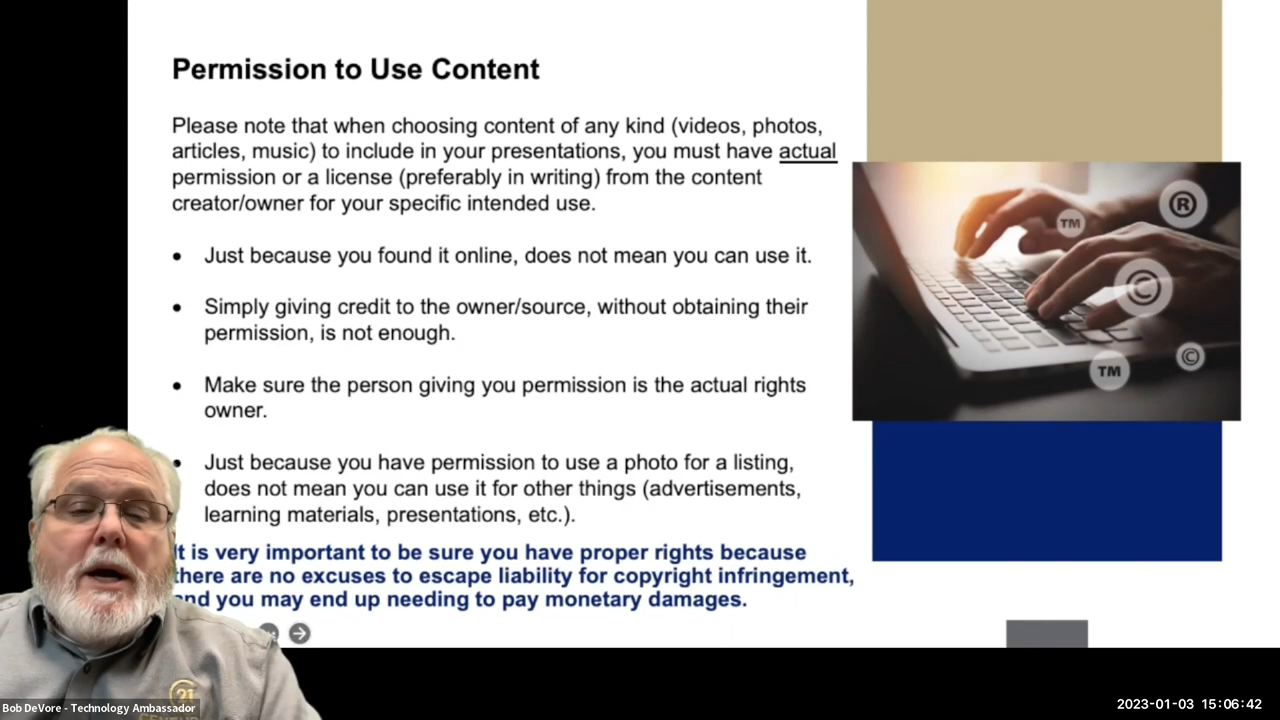 Permission to Use Content
Please note that when choosing content of any kind (videos, photos,
articles, music) to include in your presentations, you must have actual
permission or a license (preferably in writing) from the content
creator/owner for your specific intended use.
• Just because you found it online, does not mean you can use it.
• Simply giving credit to the owner/source, without obtaining their
permission, is not enough.
• Make sure the person giving you permission is the actual rights
owner.
• Just because you have permission to use a photo for a listing,
does not mean you can use it for other things (advertisements,
learning materials, presentations, etc.).
It is very important to be sure you have proper rights because
there are no excuses to escape liability for copyright infringement,
and you may end up needing to pay monetary damages.
®
TM
©
©
TM
21
Bob DeVore - Technology Ambassador
2023-01-03 15:06:42